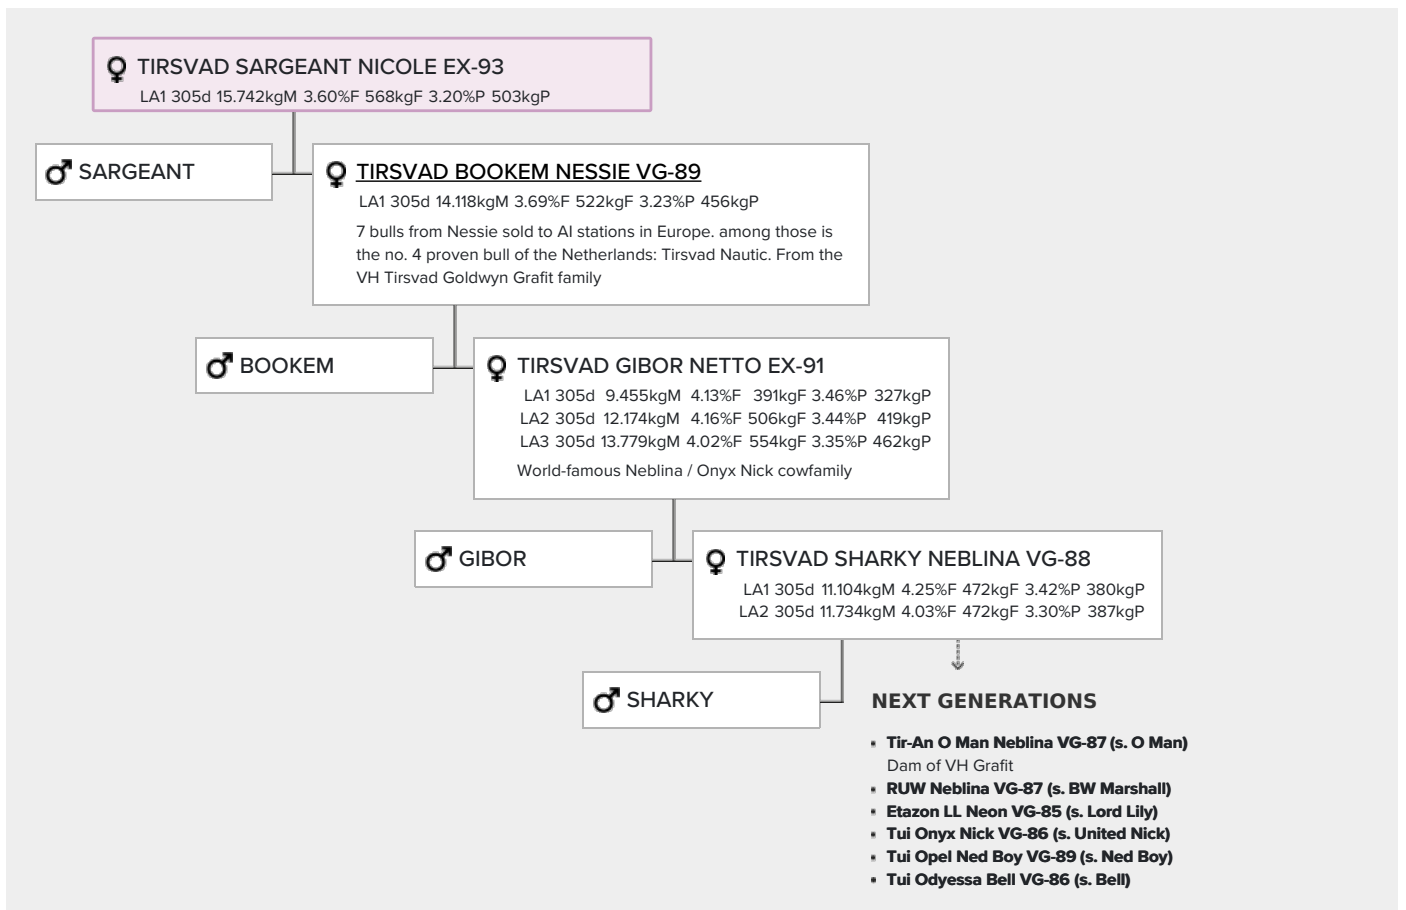 TIRSVAD SARGEANT NICOLE EX-93
LA1 305d 15.742kgM 3.60%F 568kgF 3.20%P 503kgP
SARGEANT
TIRSVAD BOOKEM NESSIE VG-89
LA1 305d 14.118kgM 3.69%F 522kgF 3.23%P 456kgP
7 bulls from Nessie sold to AI stations in Europe. among those is
the no. 4 proven bull of the Netherlands: Tirsvad Nautic. From the
VH Tirsvad Goldwyn Grafit family
BOOKEM
TIRSVAD GIBOR NETTO EX-91
LA1 305d 9.455kgM 4.13%F 391kgF 3.46%P 327kgP
LA2 305d 12.174kgM 4.16%F 506kgF 3.44%P 419kgP
LA3 305d 13.779kgM 4.02%F 554kgF 3.35%P 462kgP
World-famous Neblina / Onyx Nick cowfamily
GIBOR
TIRSVAD SHARKY NEBLINA VG-88
LA1 305d 11.104kgM 4.25%F 472kgF 3.42%P 380kgP
LA2 305d 11.734kgM 4.03%F 472kgF 3.30%P 387kgP
SHARKY
NEXT GENERATIONS
Tir-An O Man Neblina VG-87 (s. O Man)
Dam of VH Grafit
RUW Neblina VG-87 (s. BW Marshall)
Etazon LL Neon VG-85 (s. Lord Lily)
Tui Onyx Nick VG-86 (s. United Nick)
Tui Opel Ned Boy VG-89 (s. Ned Boy)
Tui Odyessa Bell VG-86 (s. Bell)